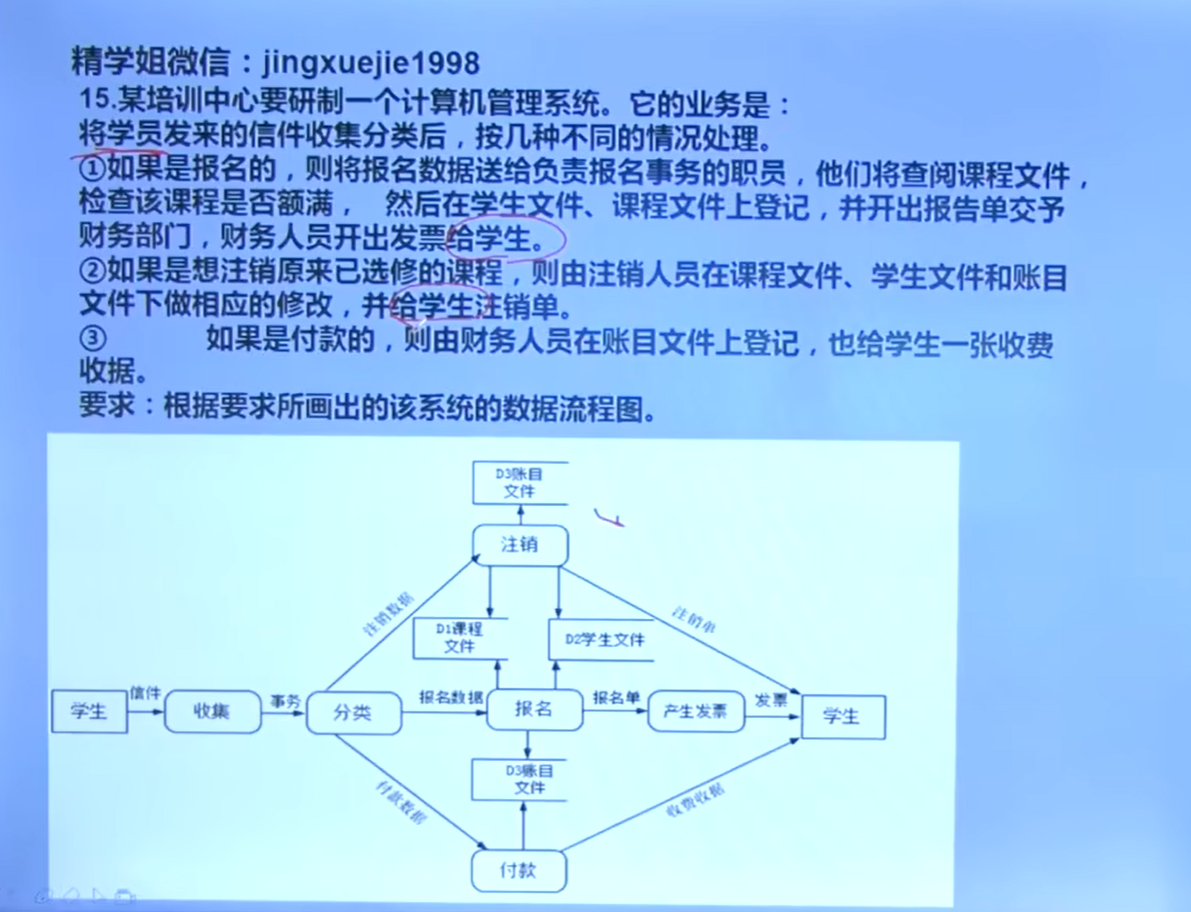 精学姐微信：jingxuejie1998
15.某培训中心要研制一个计算机管理系统。它的业务是：
将学员发来的信件收集分类后，按几种不同的情况处理。
①如果是报名的，则将报名数据送给负责报名事务的职员，他们将查阅课程文件，
检查该课程是否额满， 然后在学生文件、课程文件上登记，并开出报告单交予
财务部门，财务人员开出发票给学生。
②如果是想注销原来已选修的课程，则由注销人员在课程文件、学生文件和账目
文件下做相应的修改，并给学生注销单。
③ 如果是付款的，则由财务人员在账目文件上登记，也给学生一张收费
收据。
要求：根据要求所画出的该系统的数据流程图。
D3账目
文件
注销
注销数据
注销单
D1课程
文件
D2学生文件
学生
信件
收集
事务
分类
报名数据
报名
报名单
产生发票
发票
学生
D3账目
文件
付款数据
收费收据
付款